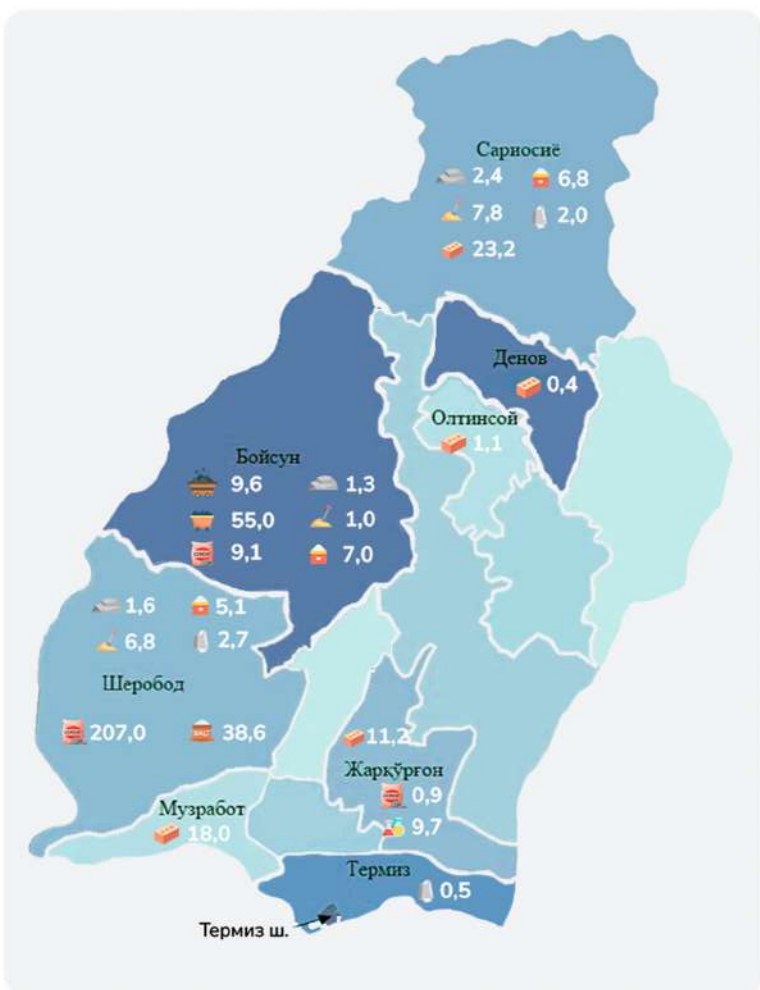 Сариосиё
2,4 6,8
7,8 2,0
23,2
Денов
0,4
Олтинсой
1,1
Бойсун
9,6 1,3
55,0 1,0
9,1 7,0
1,6 5,1
6,8 2,7
Шеробод
207,0 SALT 38,6
11,2
Жарқўрғон
0,9
9,7
Музработ
18,0
Термиз
0,5
Термиз ш.